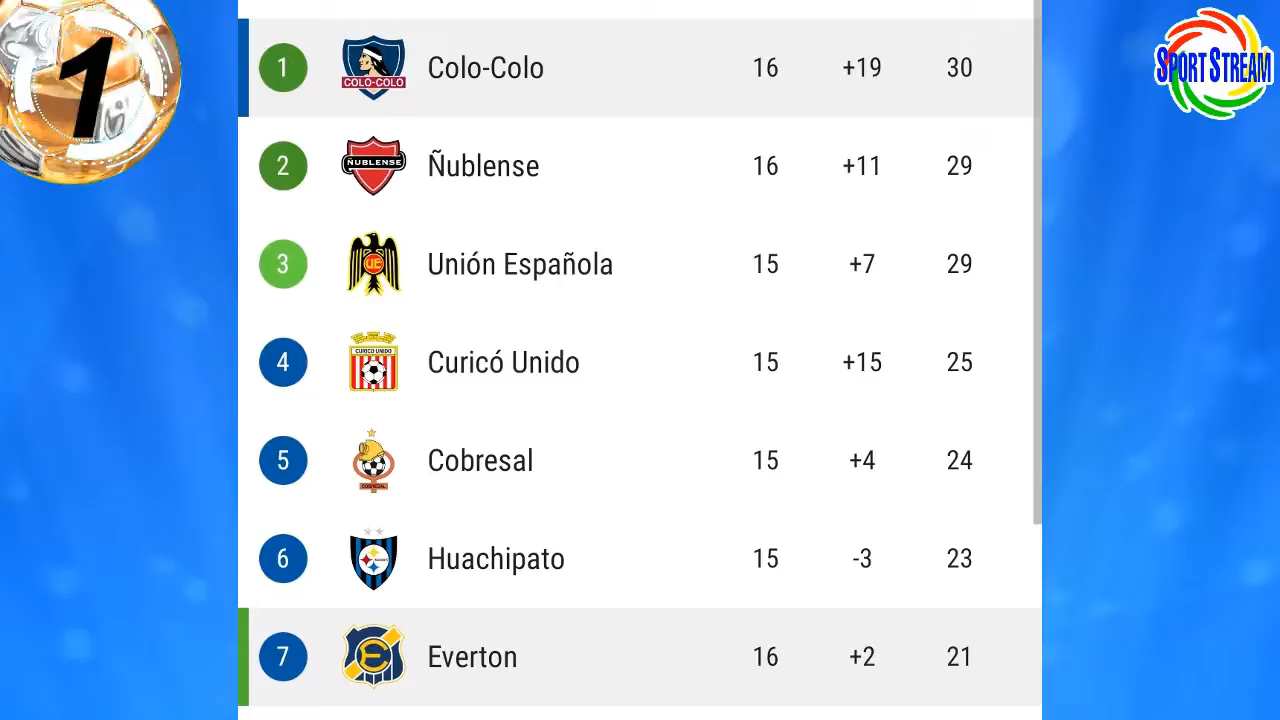 1
SPORT STREAM
1 COLO-COLO Colo-Colo 16 +19 30
2 ÑUBLENSE Ñublense 16 +11 29
3 UE Unión Española 15 +7 29
4 CURICO UNIDO Curicó Unido 15 +15 25
5 COBRESAL Cobresal 15 +4 24
6 Huachipato 15 -3 23
7 E Everton 16 +2 21